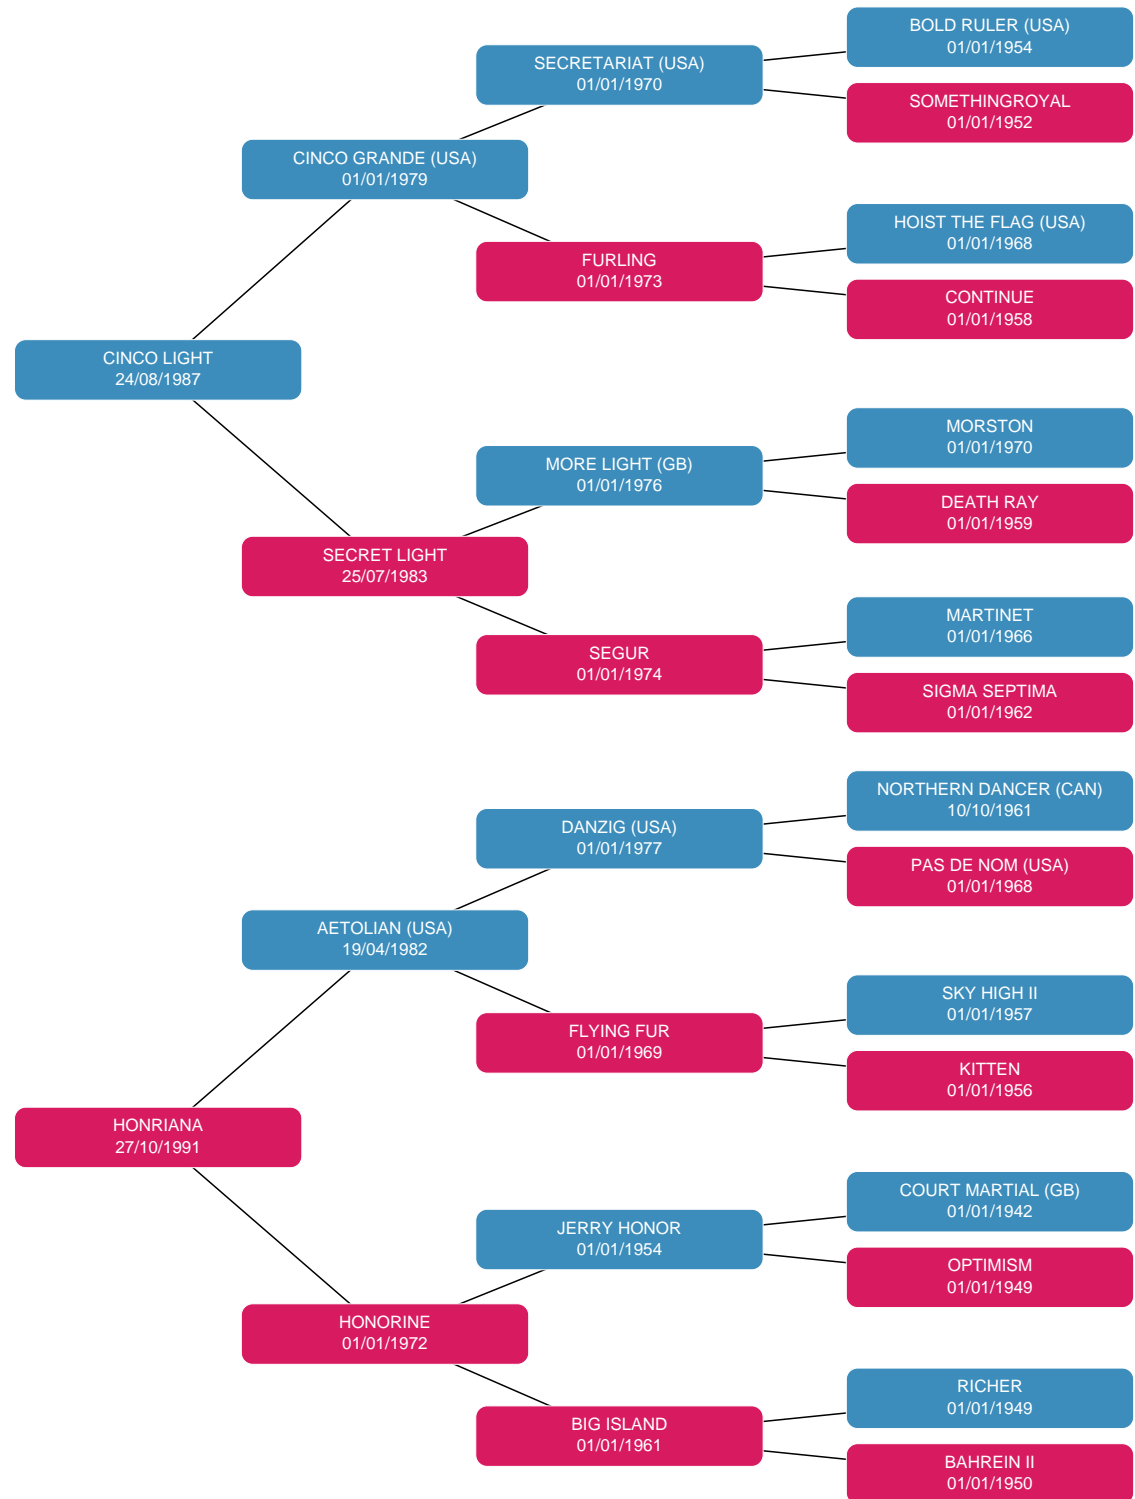 BOLD RULER (USA)
01/01/1954
SECRETARIAT (USA)
01/01/1970
SOMETHINGROYAL
01/01/1952
CINCO GRANDE (USA)
01/01/1979
HOIST THE FLAG (USA)
01/01/1968
FURLING
01/01/1973
CONTINUE
01/01/1958
CINCO LIGHT
24/08/1987
MORSTON
01/01/1970
MORE LIGHT (GB)
01/01/1976
DEATH RAY
01/01/1959
SECRET LIGHT
25/07/1983
MARTINET
01/01/1966
SEGUR
01/01/1974
SIGMA SEPTIMA
01/01/1962
NORTHERN DANCER (CAN)
10/10/1961
DANZIG (USA)
01/01/1977
PAS DE NOM (USA)
01/01/1968
AETOLIAN (USA)
19/04/1982
SKY HIGH II
01/01/1957
FLYING FUR
01/01/1969
KITTEN
01/01/1956
HONRIANA
27/10/1991
COURT MARTIAL (GB)
01/01/1942
JERRY HONOR
01/01/1954
OPTIMISM
01/01/1949
HONORINE
01/01/1972
RICHER
01/01/1949
BIG ISLAND
01/01/1961
BAHREIN II
01/01/1950